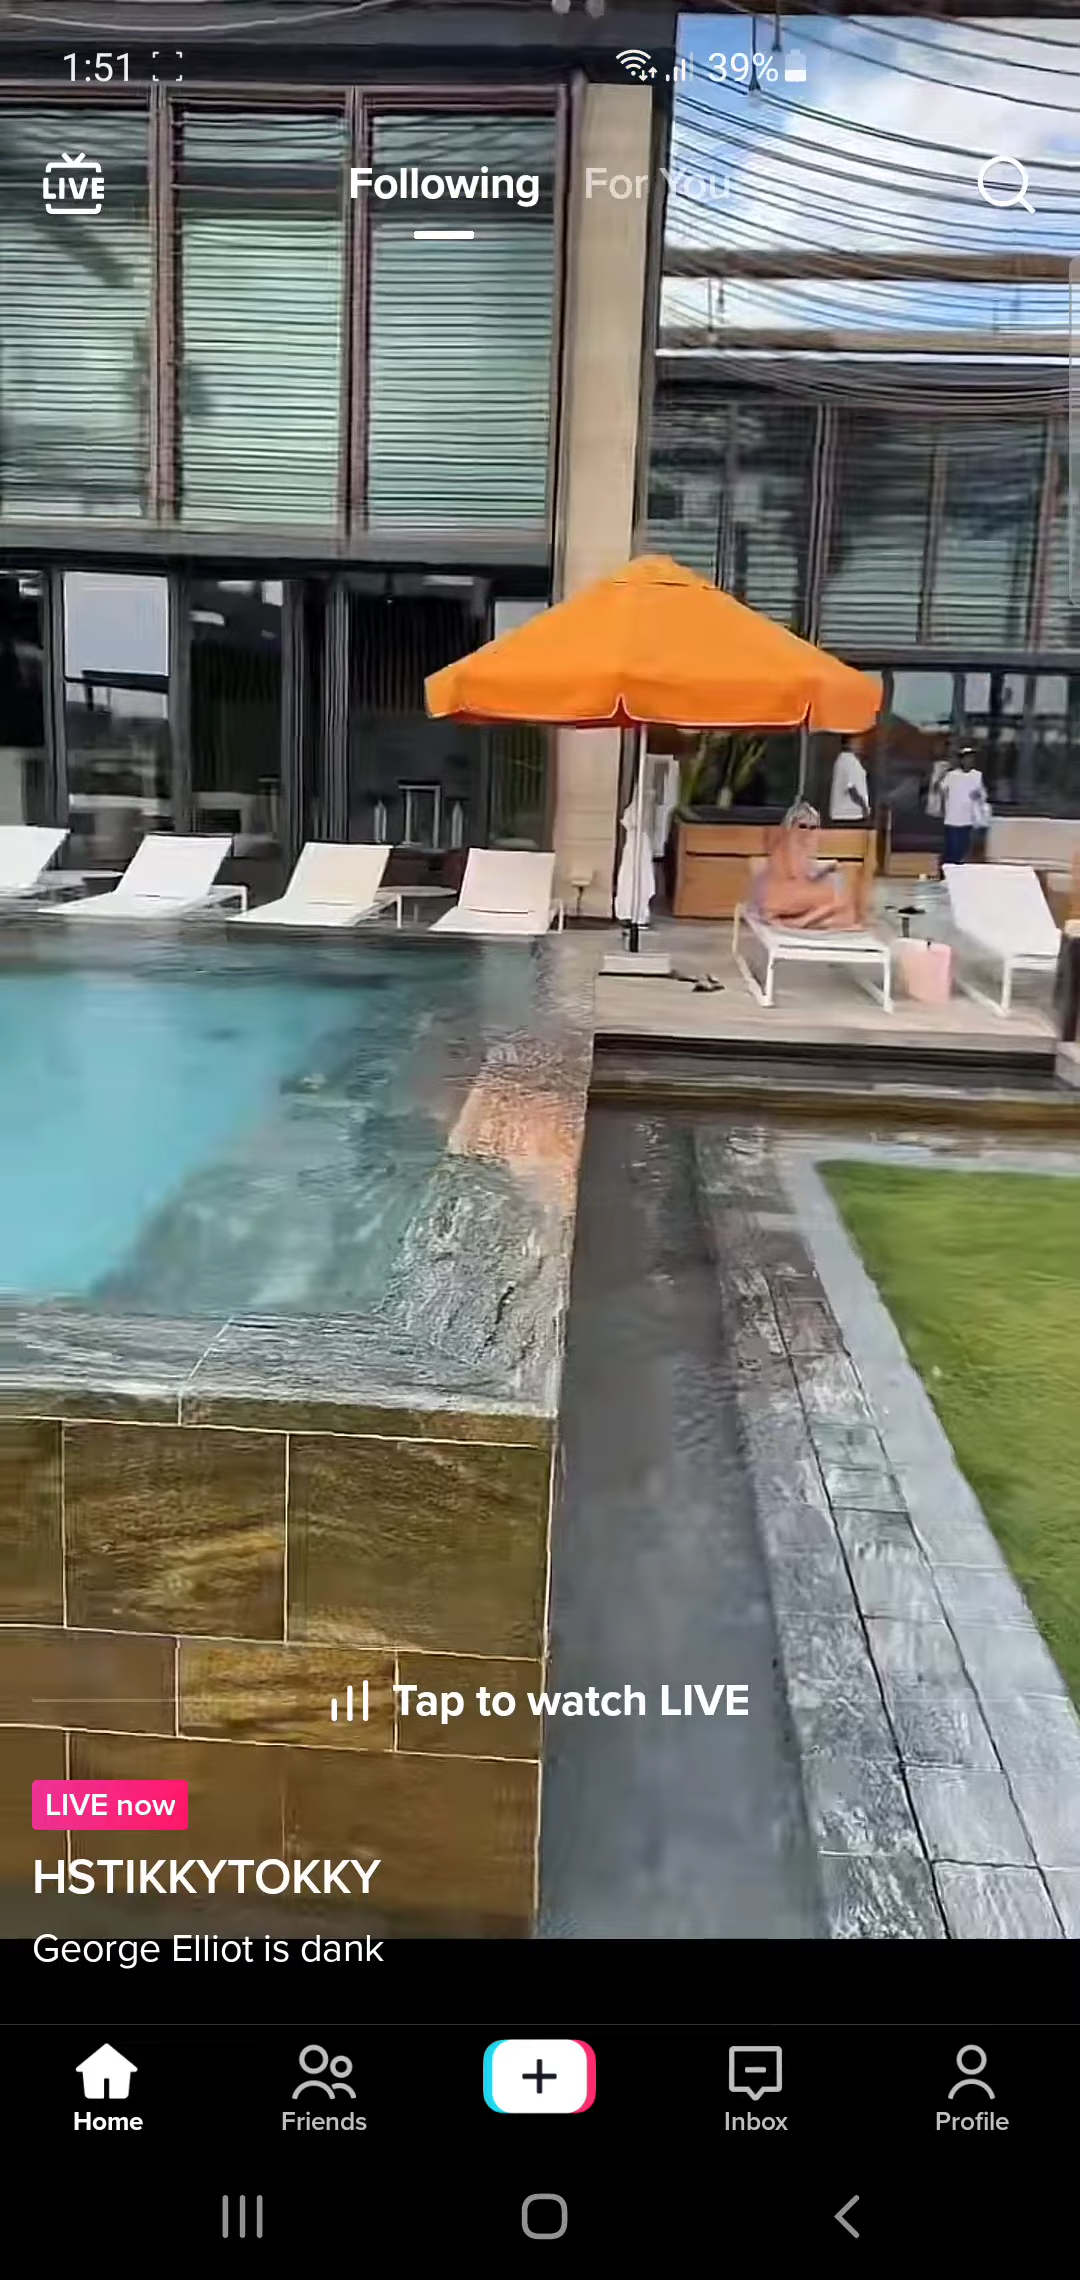 1:51
39%
LIVE
Following
For You
Tap to watch LIVE
LIVE now
HSTIKKYTOKKY
George Elliot is dank
Home
Friends
Inbox
Profile